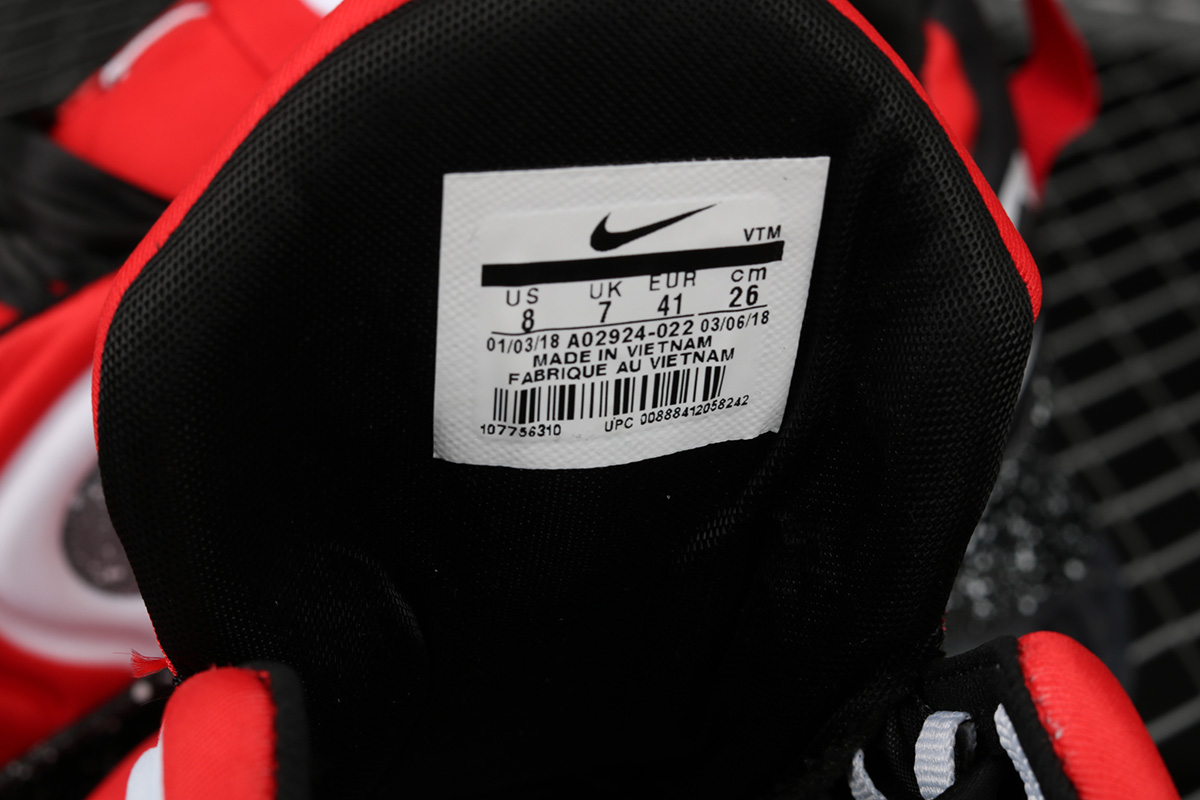 VTM
US UK EUR cm
8 7 41 26
01/03/18 AO2924-022 03/06/18
MADE IN VIETNAM
FABRIQUE AU VIETNAM
107756310 UPC 00888412058242